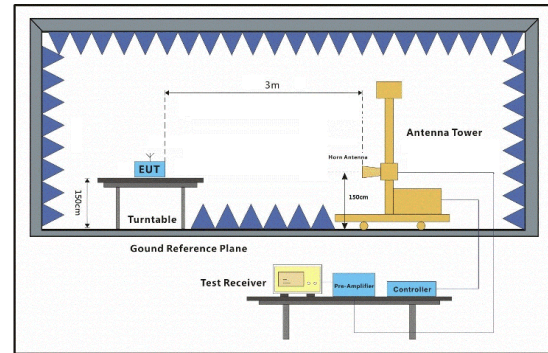 3m
Antenna Tower
Horn Antenna
EUT
150cm
150cm
Turntable
Gound Reference Plane
Test Receiver
Pre-Amplifier
Controller